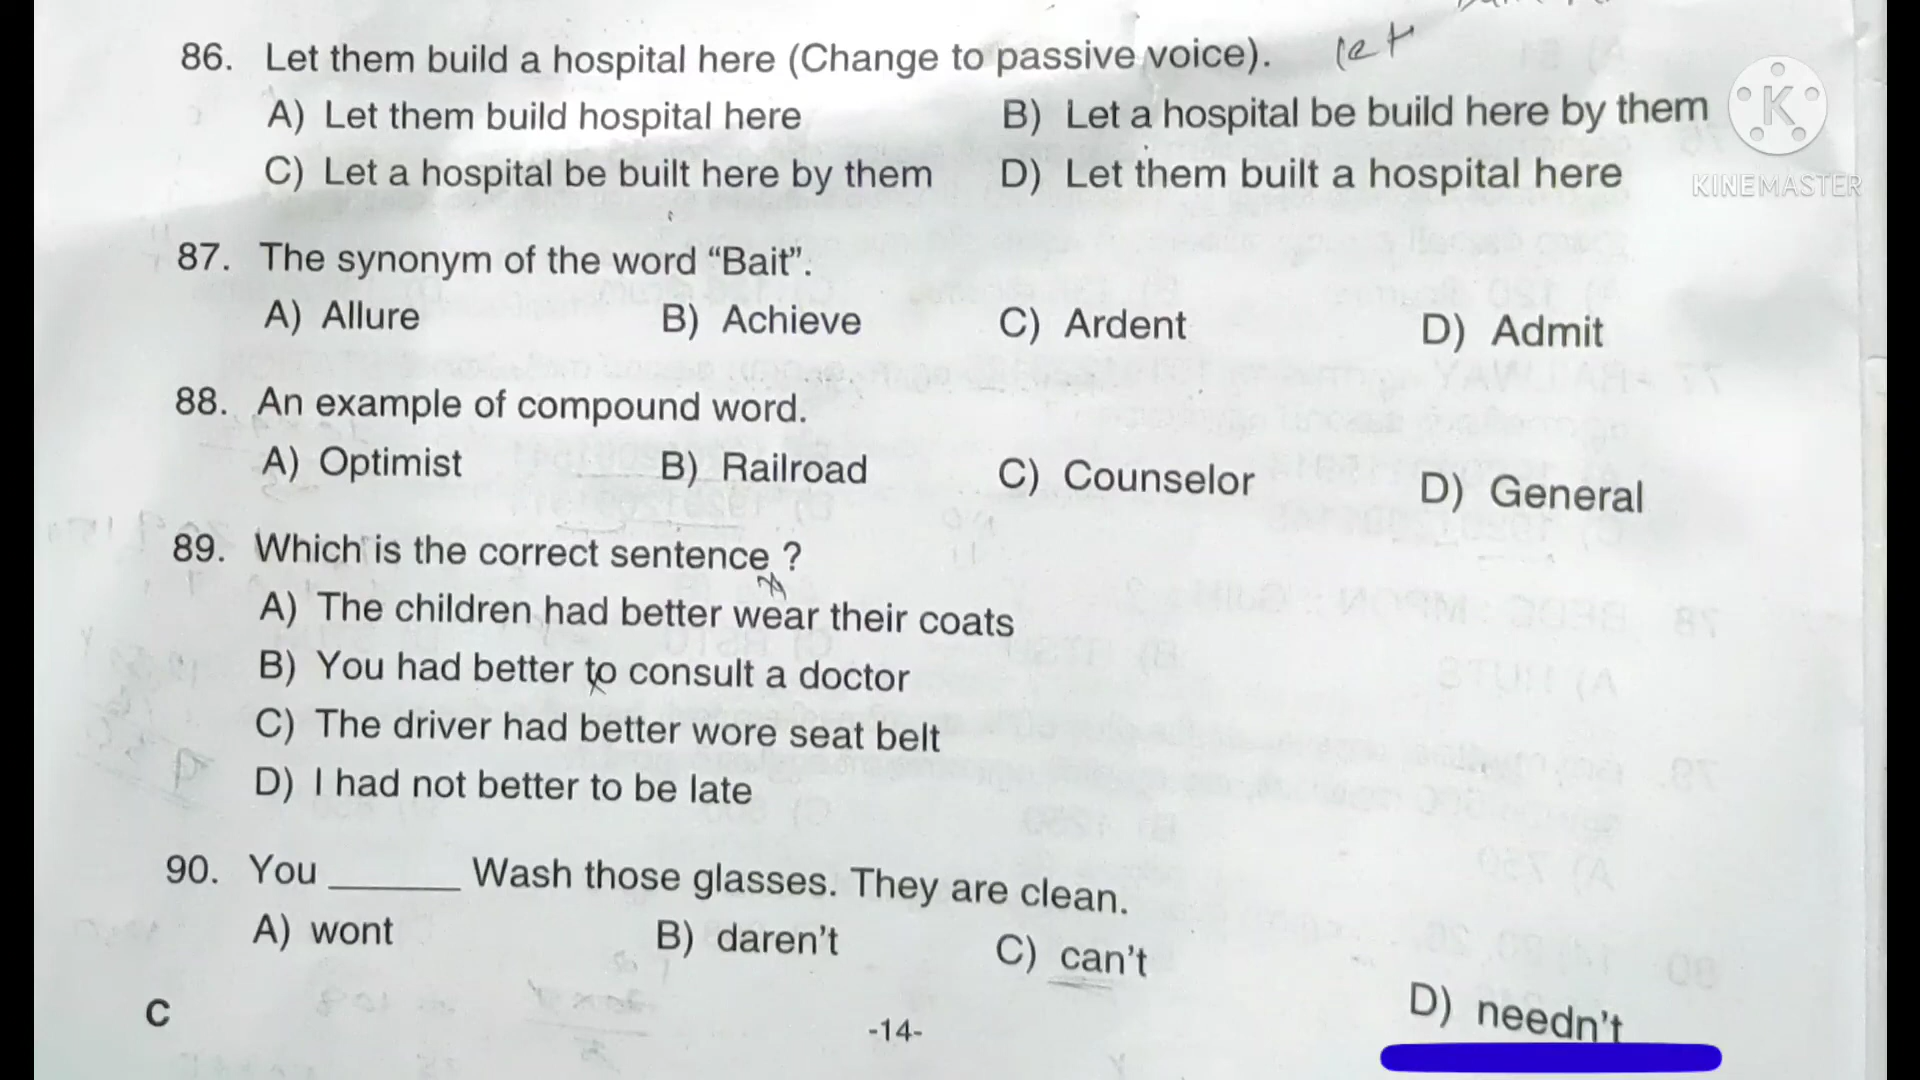 86. Let them build a hospital here (Change to passive voice). let
A) Let them build hospital here B) Let a hospital be build here by them
C) Let a hospital be built here by them D) Let them built a hospital here
K
KINEMASTER
87. The synonym of the word “Bait”.
A) Allure B) Achieve C) Ardent D) Admit
88. An example of compound word.
A) Optimist B) Railroad C) Counselor D) General
89. Which is the correct sentence ?
A) The children had better wear their coats
B) You had better to consult a doctor
C) The driver had better wore seat belt
D) I had not better to be late
90. You ______ Wash those glasses. They are clean.
A) wont B) daren't C) can't D) needn't
C -14-